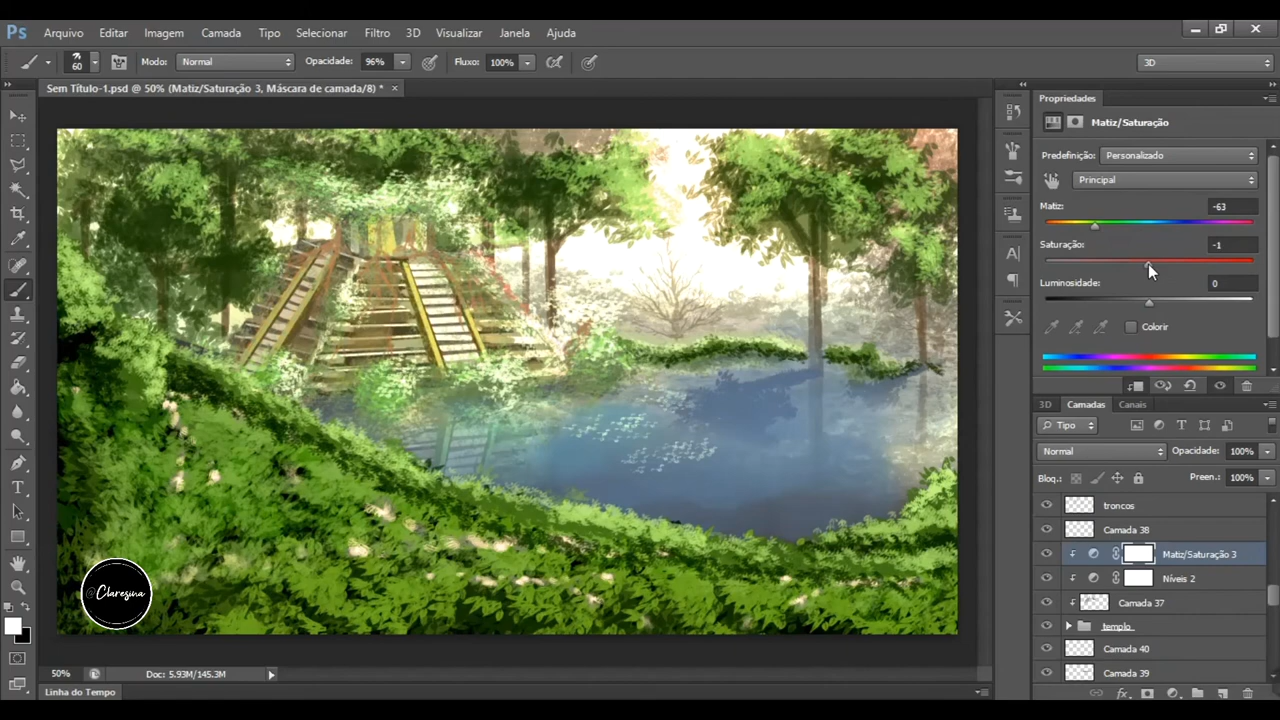 Ps Arquivo Editar Imagem Camada Tipo Selecionar Filtro 3D Visualizar Janela Ajuda
60 Modo: Normal Opacidade: 96% Fluxo: 100% 3D
Sem Título-1.psd @ 50% (Matiz/Saturação 3, Máscara de camada/8) *
Propriedades
Matiz/Saturação
Predefinição: Personalizado
Principal
Matiz: -63
Saturação: -1
Luminosidade: 0
Colorir
3D Camadas Canais
Tipo
Normal Opacidade: 100%
Bloq.: Preen.: 100%
troncos
Camada 38
Matiz/Saturação 3
Níveis 2
Camada 37
templo
Camada 40
Camada 39
@Claresina
50% Doc: 5.93M/145.3M
Linha do Tempo